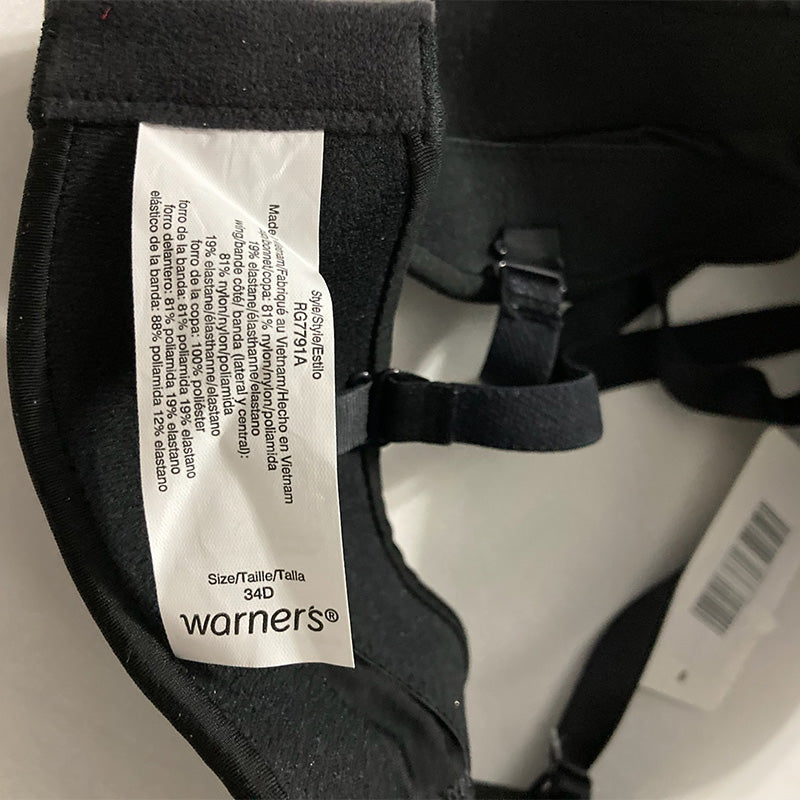 Style/Style/Estilo
RG7791A
Made Vietnam/Fabriqué au Vietnam/Hecho en Vietnam
bonnet/copa: 81% nylon/nylon/poliamida
19% elastane/élasthanne/elastano
wing/bande côté/ banda (lateral y central):
81% nylon/nylon/poliamida
19% elastane/élasthanne/elastano
forro de la copa: 100% poliéster
forro de la banda: 81% poliamida 19% elastano
forro delantero: 81% poliamida 19% elastano
elástico de la banda: 88% poliamida 12% elastano
Size/Taille/Talla
34D
warner's®